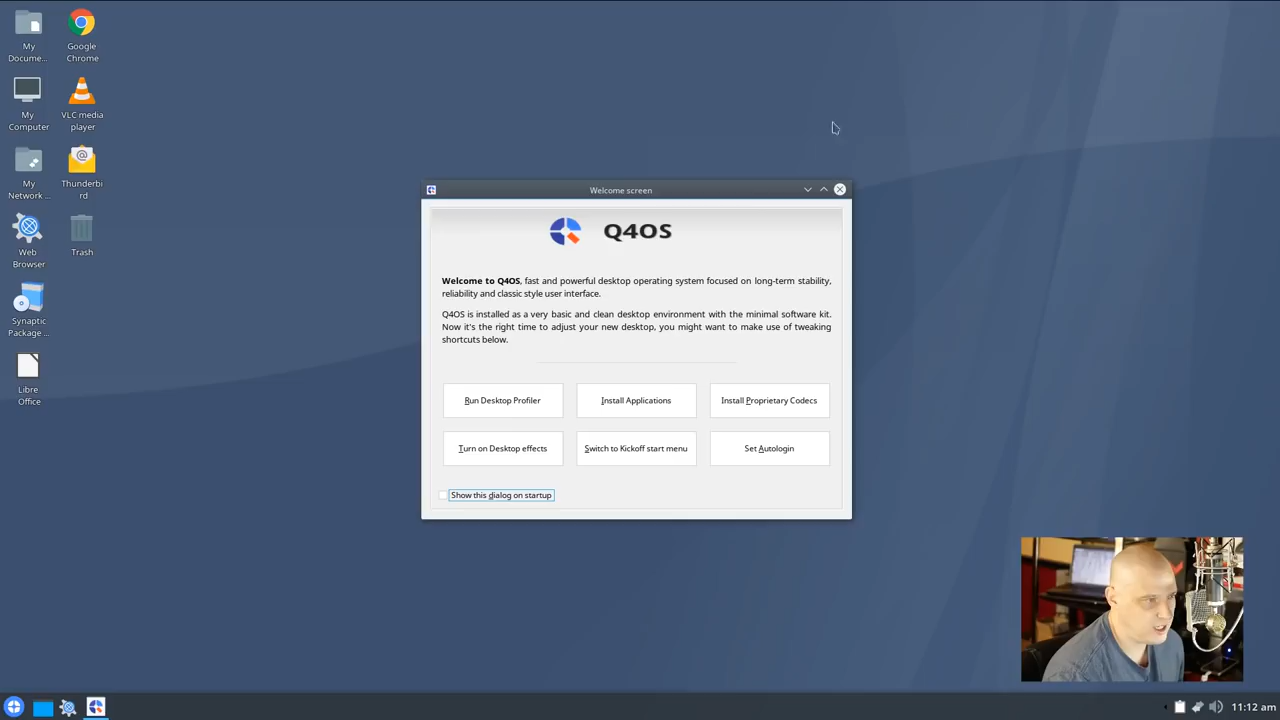 My
Docume...
Google
Chrome
My
Computer
VLC media
player
My
Network ...
Thunderbi
rd
Web
Browser
Trash
Synaptic
Package ...
Libre
Office
Welcome screen
Q4OS
Welcome to Q4OS, fast and powerful desktop operating system focused on long-term stability,
reliability and classic style user interface.
Q4OS is installed as a very basic and clean desktop environment with the minimal software kit.
Now it's the right time to adjust your new desktop, you might want to make use of tweaking
shortcuts below.
Run Desktop Profiler
Install Applications
Install Proprietary Codecs
Turn on Desktop effects
Switch to Kickoff start menu
Set Autologin
Show this dialog on startup
11:12 am